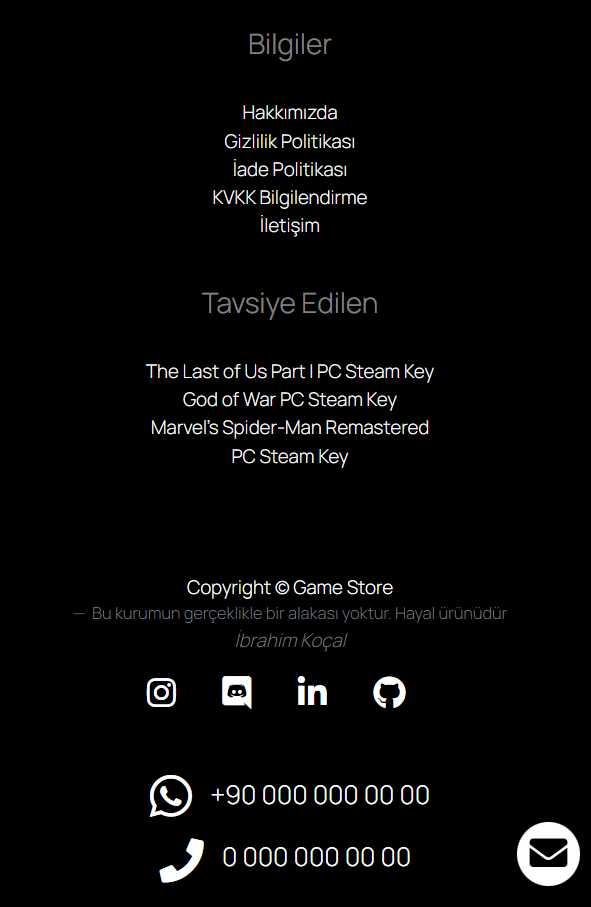 Bilgiler
Hakkımızda
Gizlilik Politikası
İade Politikası
KVKK Bilgilendirme
İletişim
Tavsiye Edilen
The Last of Us Part I PC Steam Key
God of War PC Steam Key
Marvel's Spider-Man Remastered
PC Steam Key
Copyright © Game Store
— Bu kurumun gerçeklikle bir alakası yoktur. Hayal ürünüdür
İbrahim Koçal
+90 000 000 00 00
0 000 000 00 00